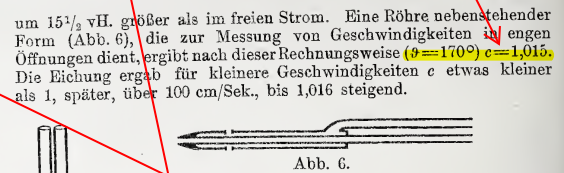 um 15 1/2 vH. größer als im freien Strom. Eine Röhre nebenstehender
Form (Abb. 6), die zur Messung von Geschwindigkeiten in engen
Öffnungen dient, ergibt nach dieser Rechnungsweise (ϑ=170°) c=1,015.
Die Eichung ergab für kleinere Geschwindigkeiten c etwas kleiner
als 1, später, über 100 cm/Sek., bis 1,016 steigend.
Abb. 6.